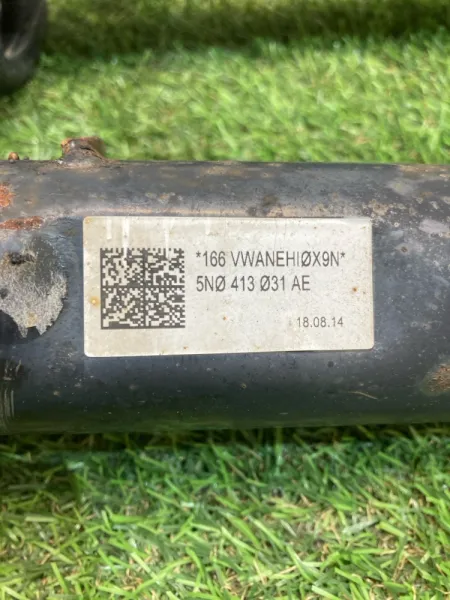 *166 VWANEHIØX9N*
5NØ 413 Ø31 AE
18.08.14